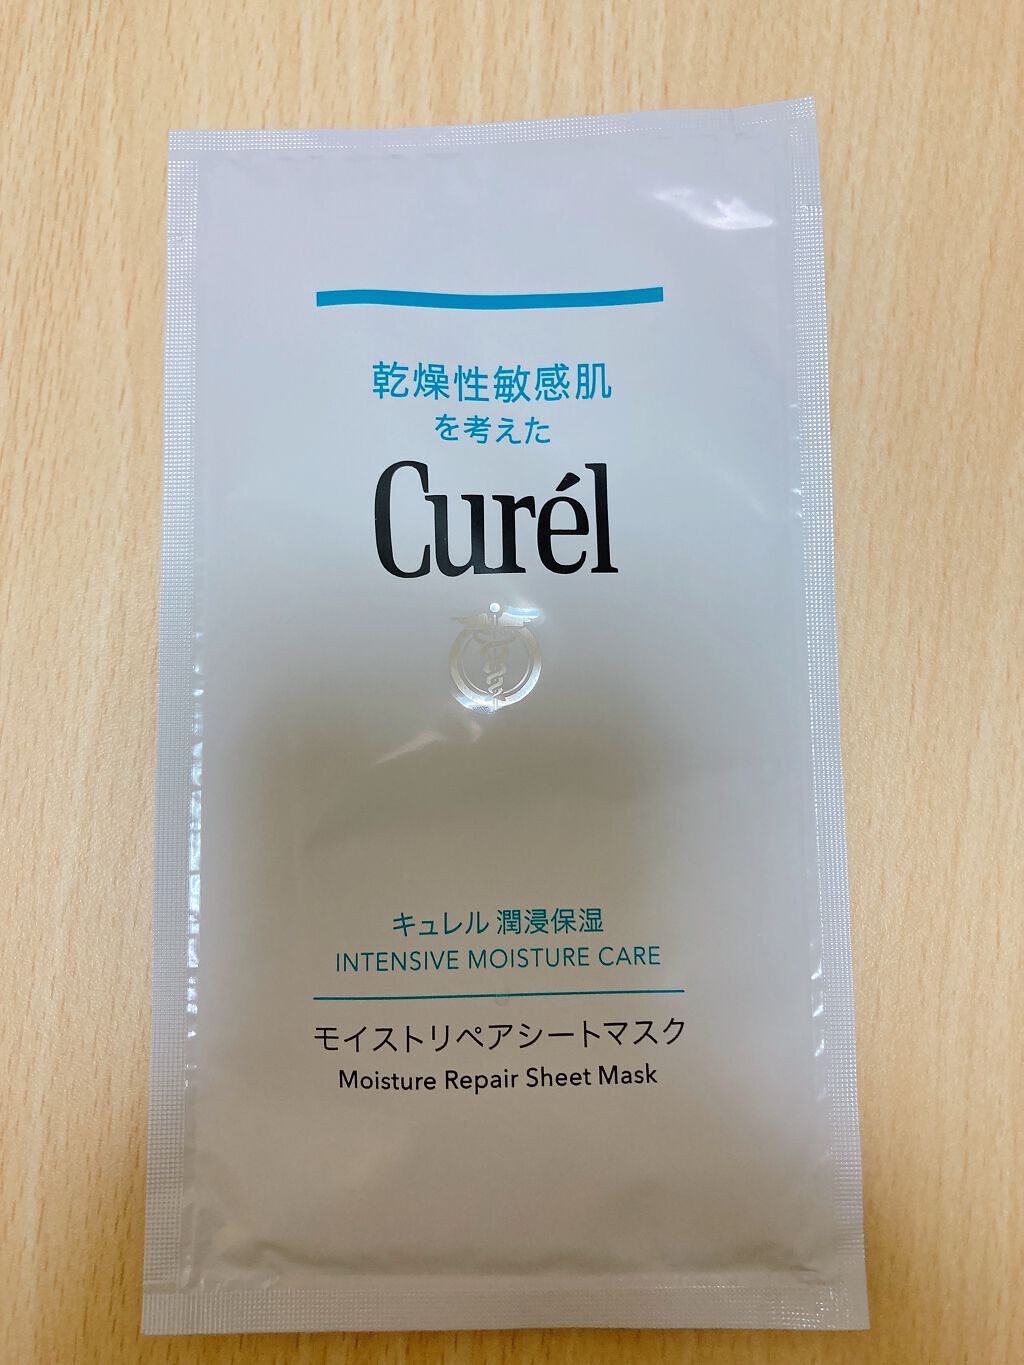 乾燥性敏感肌
を考えた
Curél
キュレル 潤浸保湿
INTENSIVE MOISTURE CARE
モイストリペアシートマスク
Moisture Repair Sheet Mask